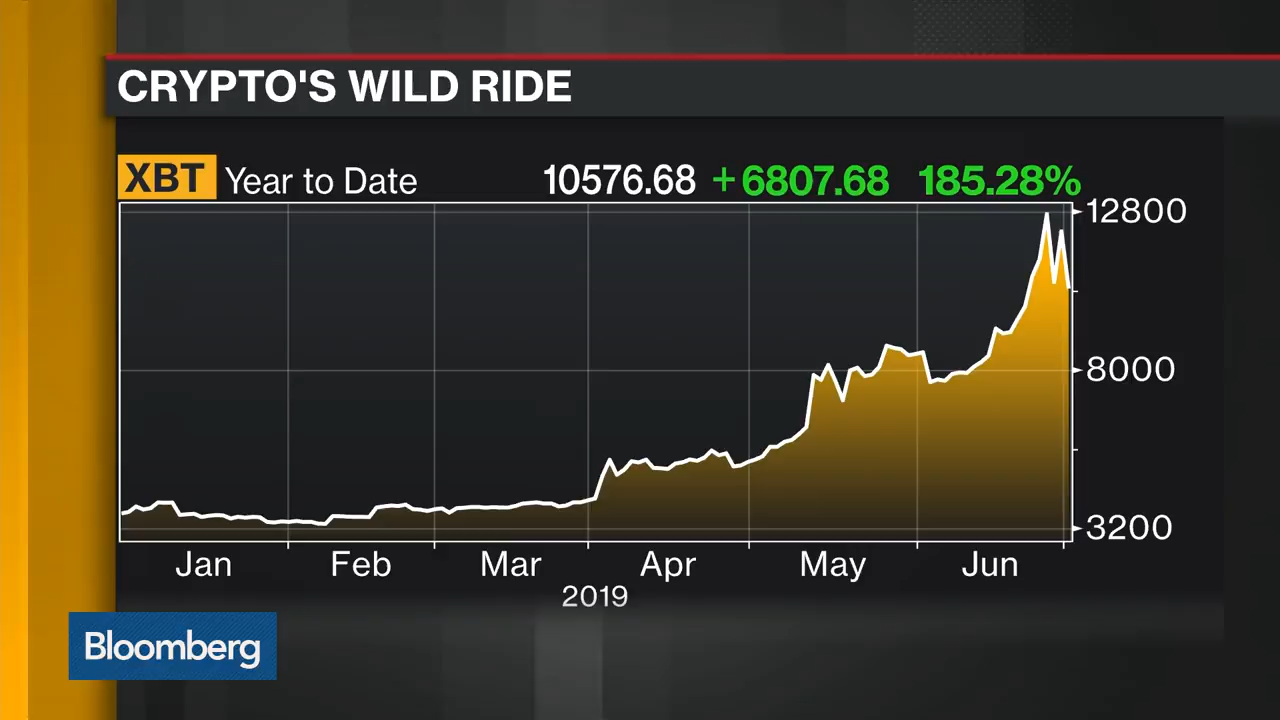 CRYPTO'S WILD RIDE
XBT Year to Date 10576.68 +6807.68 185.28%
12800
8000
3200
Jan Feb Mar Apr May Jun
2019
Bloomberg